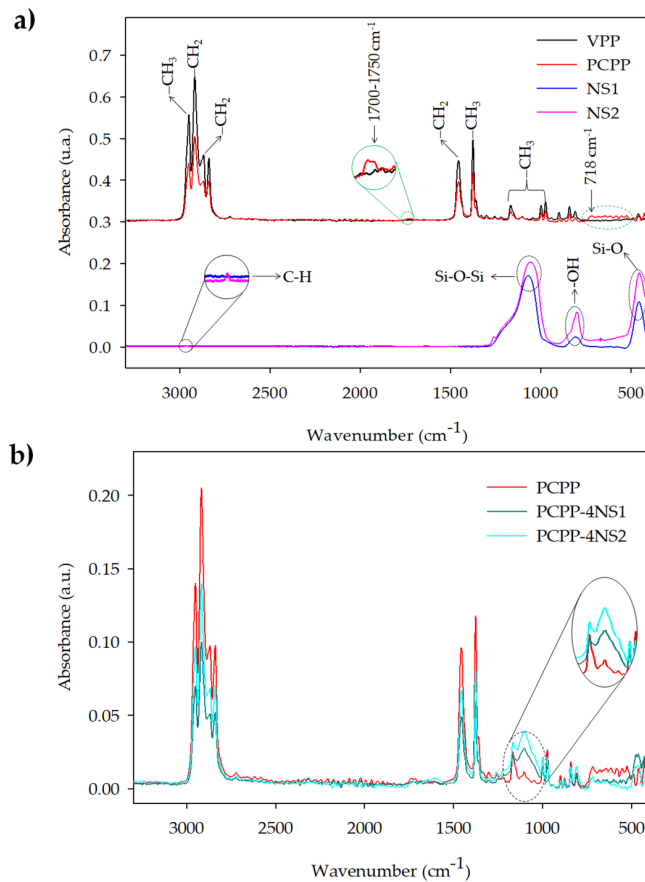 a)
0.8
0.7
0.6
0.5
0.4
0.3
0.2
0.1
0.0
Absorbance (u.a.)
CH3
CH2
CH2
1700-1750 cm-1
CH2
CH3
CH3
718 cm-1
VPP
PCPP
NS1
NS2
C-H
Si-O-Si
-OH
Si-O
3000
2500
2000
1500
1000
500
Wavenumber (cm-1)
b)
0.20
0.15
0.10
0.05
0.00
Absorbance (a.u.)
PCPP
PCPP-4NS1
PCPP-4NS2
3000
2500
2000
1500
1000
500
Wavenumber (cm-1)